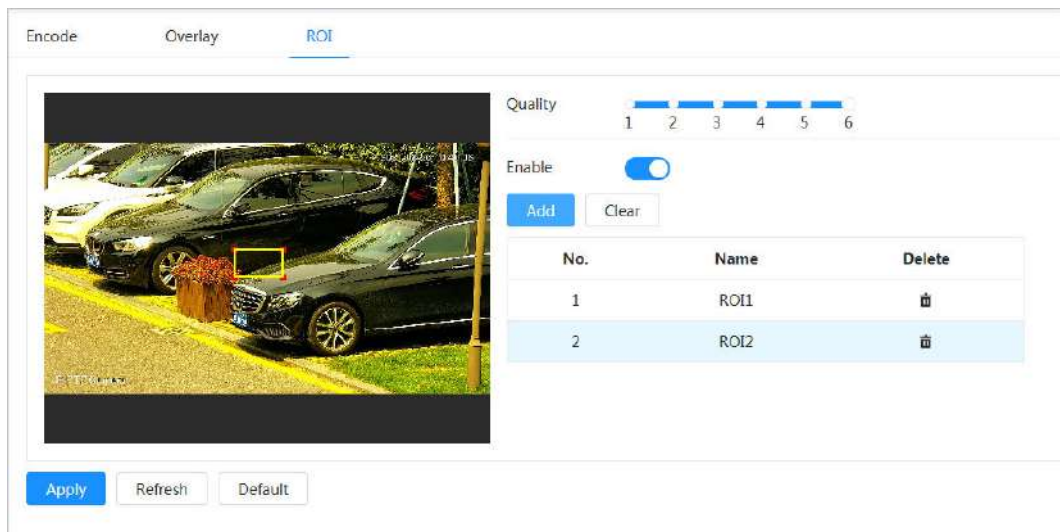 Encode Overlay ROI
Quality
1 2 3 4 5 6
Enable
Add Clear
No. Name Delete
1 ROI1
2 ROI2
Apply Refresh Default